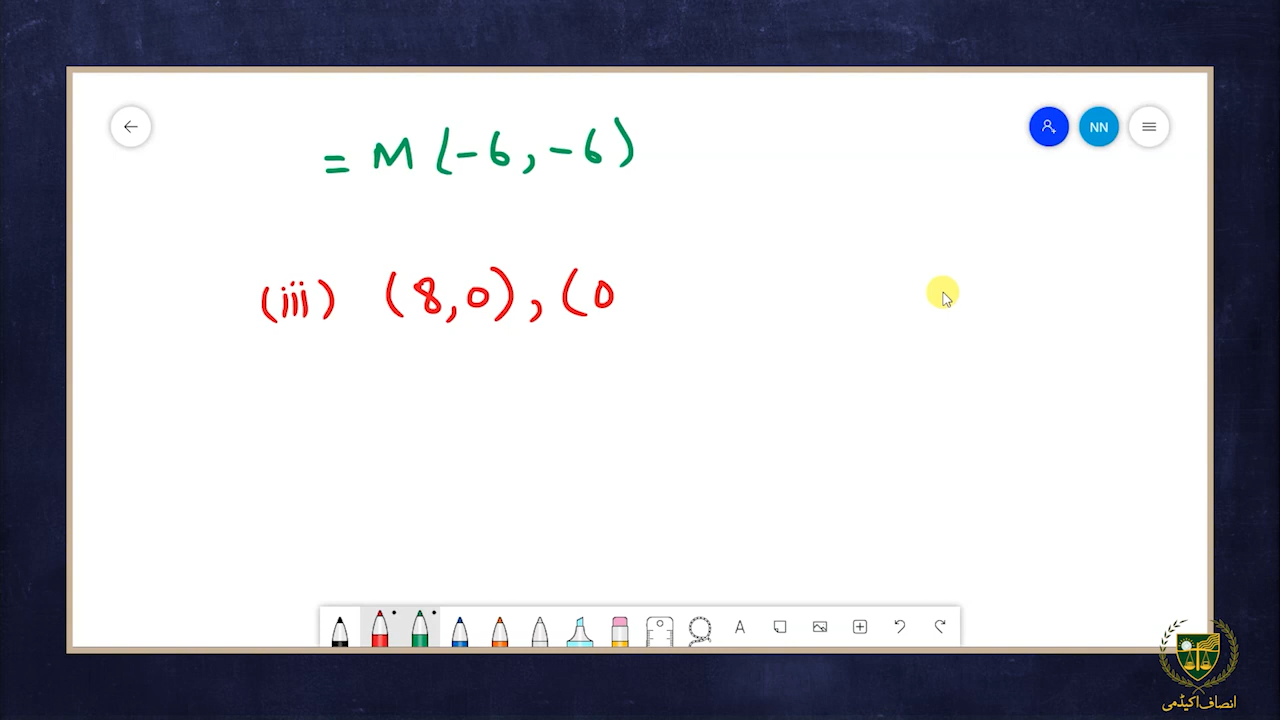 = M (-6, -6)
NN
(iii) (8,0), (0
A
انصاف اکیڈمی